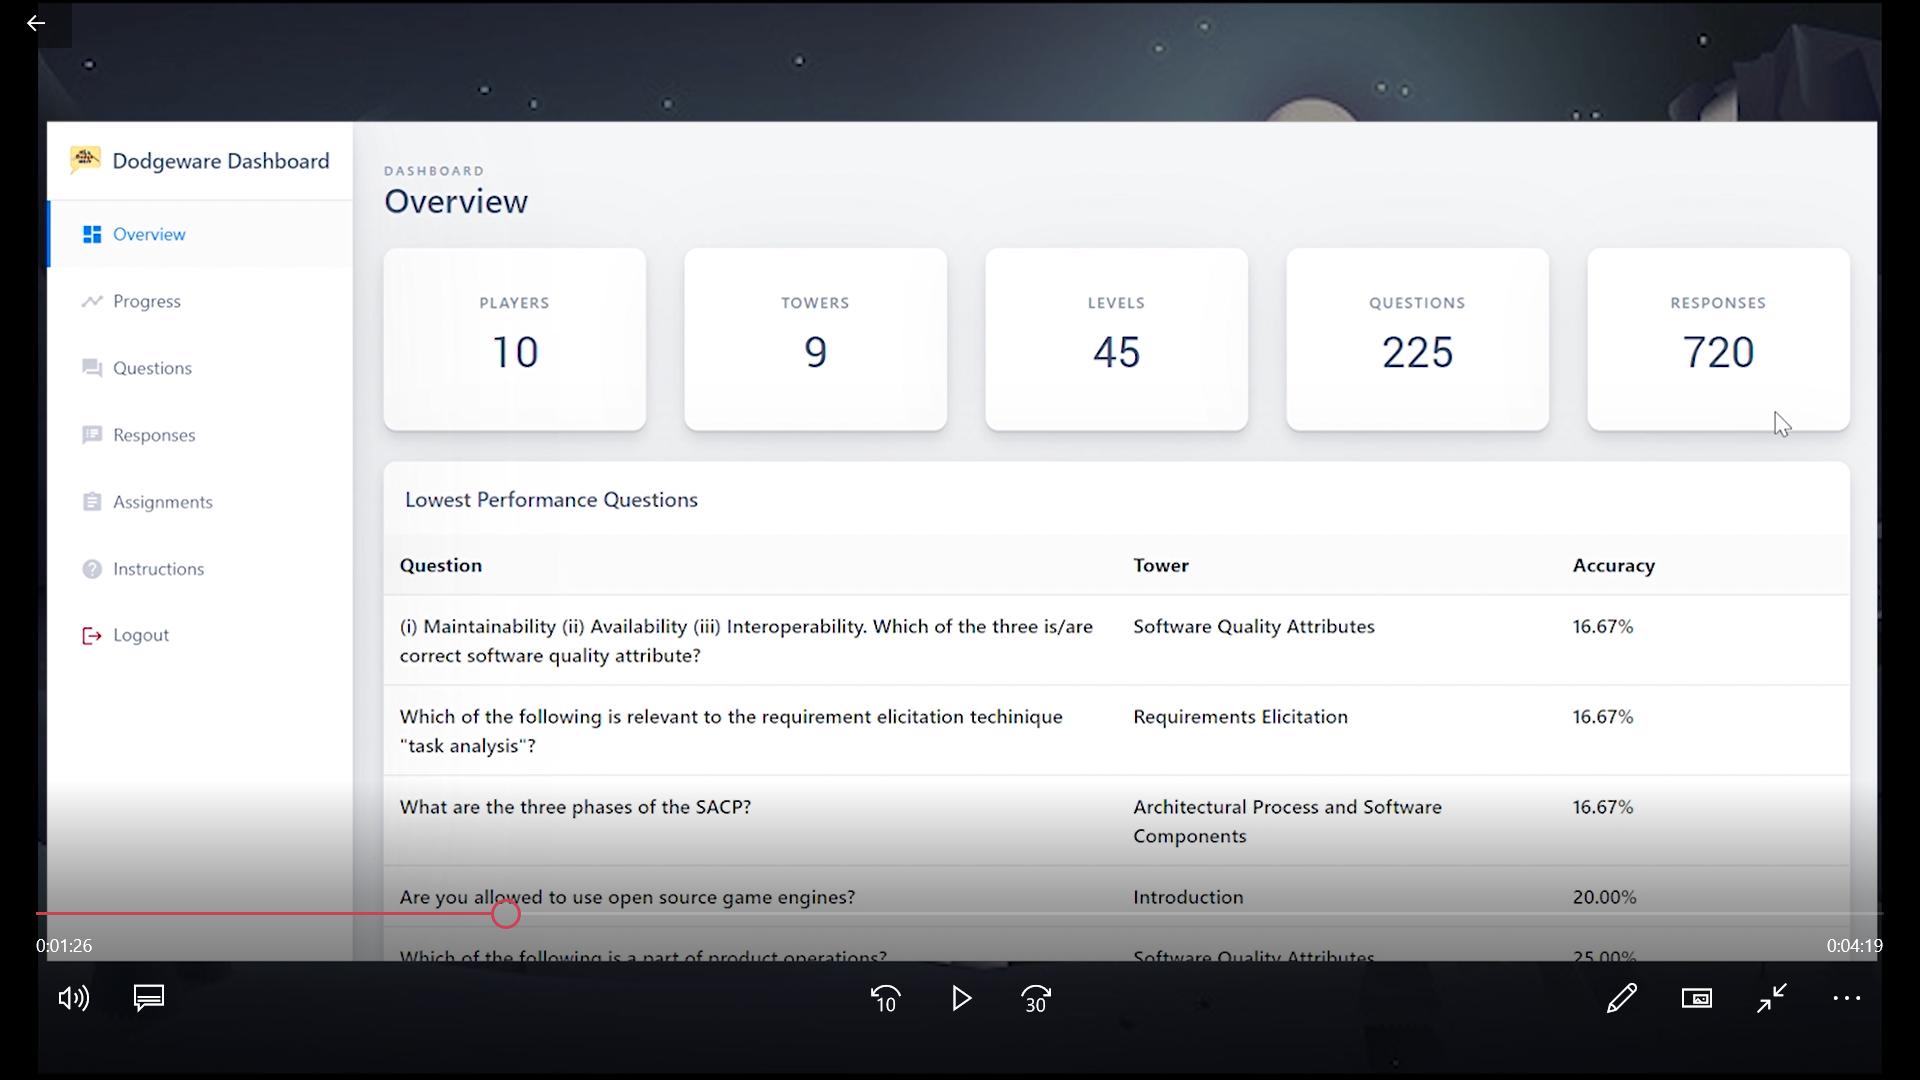 Dodgeware Dashboard
Overview
Progress
Questions
Responses
Assignments
Instructions
Logout
DASHBOARD
Overview
PLAYERS
10
TOWERS
9
LEVELS
45
QUESTIONS
225
RESPONSES
720
Lowest Performance Questions
Question Tower Accuracy
(i) Maintainability (ii) Availability (iii) Interoperability. Which of the three is/are Software Quality Attributes 16.67%
correct software quality attribute?
Which of the following is relevant to the requirement elicitation techinique Requirements Elicitation 16.67%
"task analysis"?
What are the three phases of the SACP? Architectural Process and Software 16.67%
Components
Are you allowed to use open source game engines? Introduction 20.00%
Which of the following is a part of product operations? Software Quality Attributes 25.00%
0:01:26 0:04:19
10
30